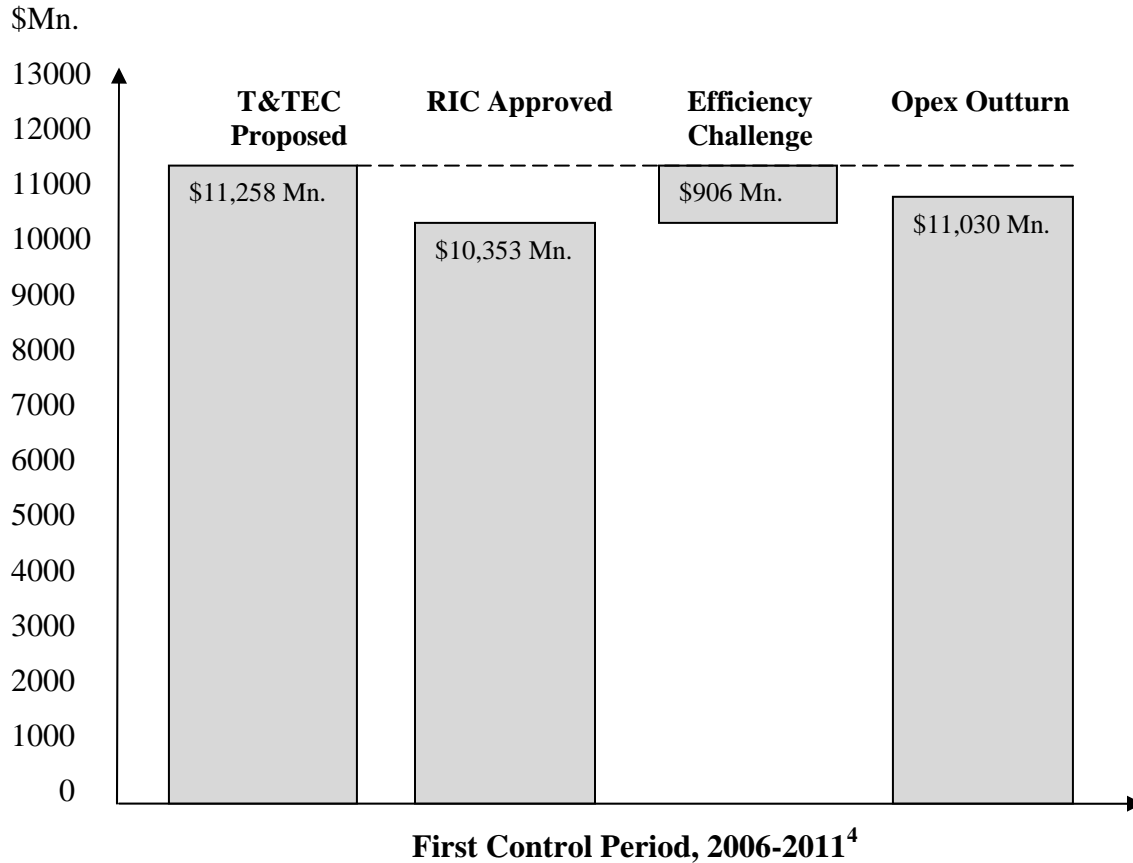 $Mn.
13000
T&TEC Proposed
RIC Approved
Efficiency Challenge
Opex Outturn
12000
11000
$11,258 Mn.
$906 Mn.
10000
$10,353 Mn.
$11,030 Mn.
9000
8000
7000
6000
5000
4000
3000
2000
1000
0
First Control Period, 2006-2011⁴